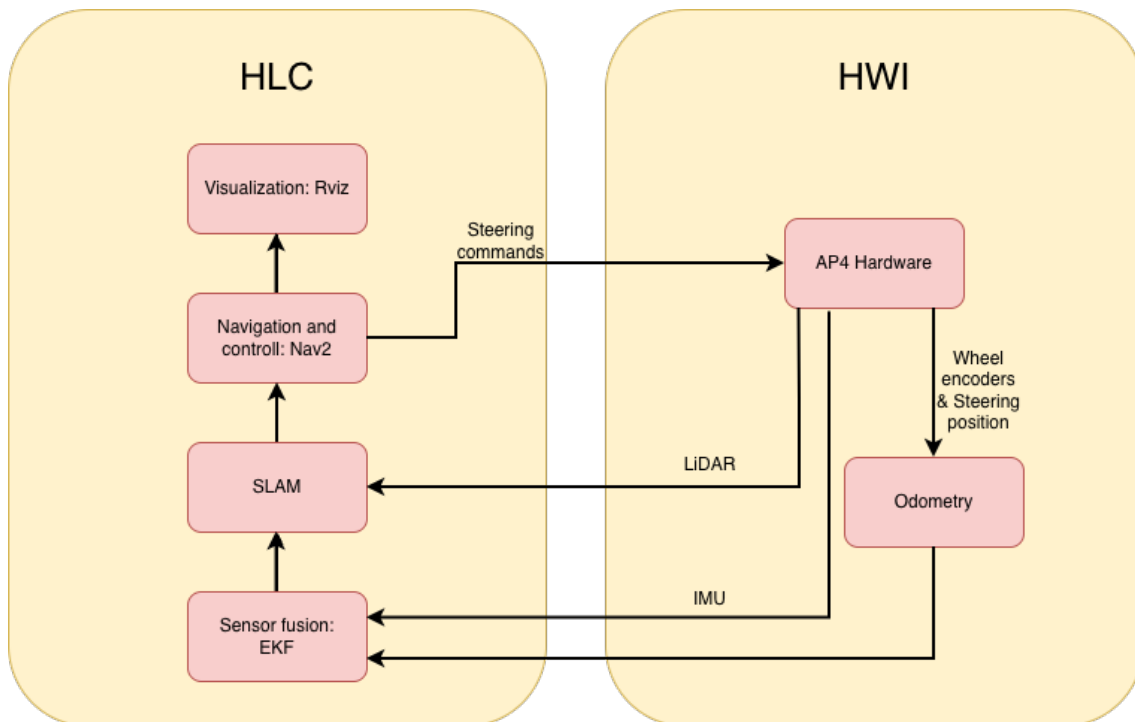 HLC
HWI
Visualization: Rviz
Steering
commands
AP4 Hardware
Navigation and
controll: Nav2
Wheel
encoders
& Steering
position
LiDAR
SLAM
Odometry
IMU
Sensor fusion:
EKF